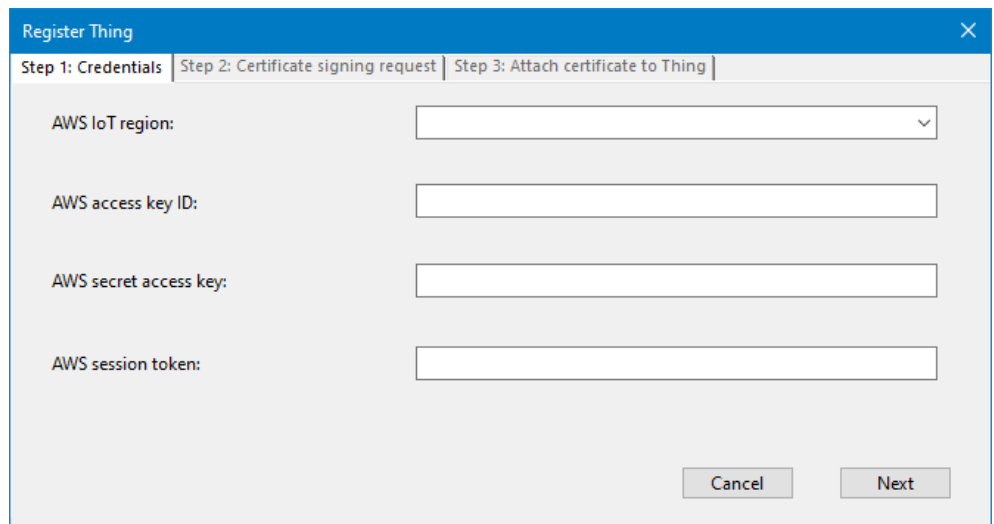 Register Thing
Step 1: Credentials Step 2: Certificate signing request Step 3: Attach certificate to Thing
AWS IoT region:
AWS access key ID:
AWS secret access key:
AWS session token:
Cancel Next